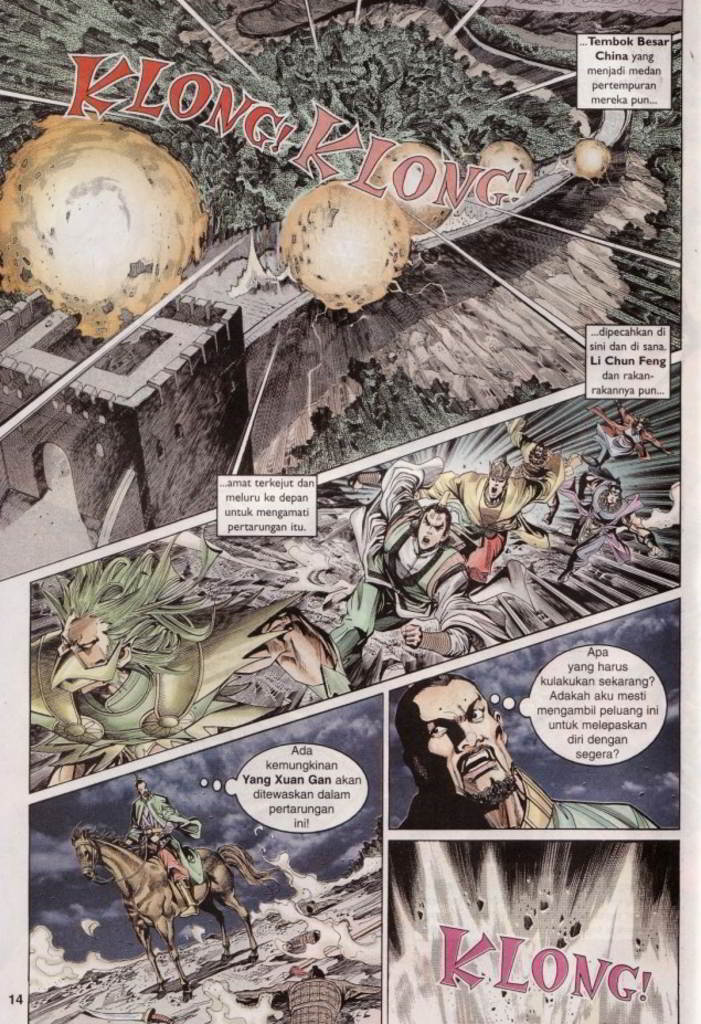 ...Tembok Besar
China yang
menjadi medan
pertempuran
mereka pun...
KLONG! KLONG!
...dipecahkan di
sini dan di sana.
Li Chun Feng
dan rakan-
rakannya pun...
...amat terkejut dan
meluru ke depan
untuk mengamati
pertarungan itu.
Ada
kemungkinan
Yang Xuan Gan akan
ditewaskan dalam
pertarungan
ini!
Apa
yang harus
kulakukan sekarang?
Adakah aku mesti
mengambil peluang ini
untuk melepaskan
diri dengan
segera?
KLONG!
14